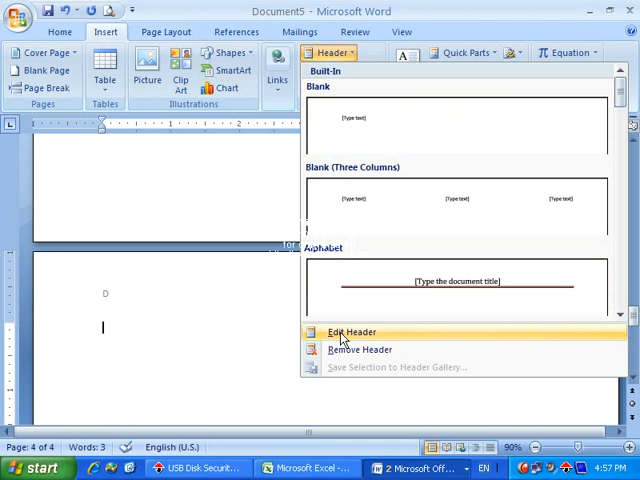 Document5 - Microsoft Word
Home Insert Page Layout References Mailings Review View
Cover Page
Blank Page
Page Break
Pages
Table
Tables
Picture
Clip Art
Shapes
SmartArt
Chart
Illustrations
Links
Header
A
Quick Parts
Equation
Built-In
Blank
[Type text]
Blank (Three Columns)
[Type text] [Type text] [Type text]
for
Alphabet
[Type the document title]
Edit Header
Remove Header
Save Selection to Header Gallery...
D
Page: 4 of 4 Words: 3 English (U.S.) 90%
start USB Disk Securit... Microsoft Excel -... 2 Microsoft Off... EN 4:57 PM